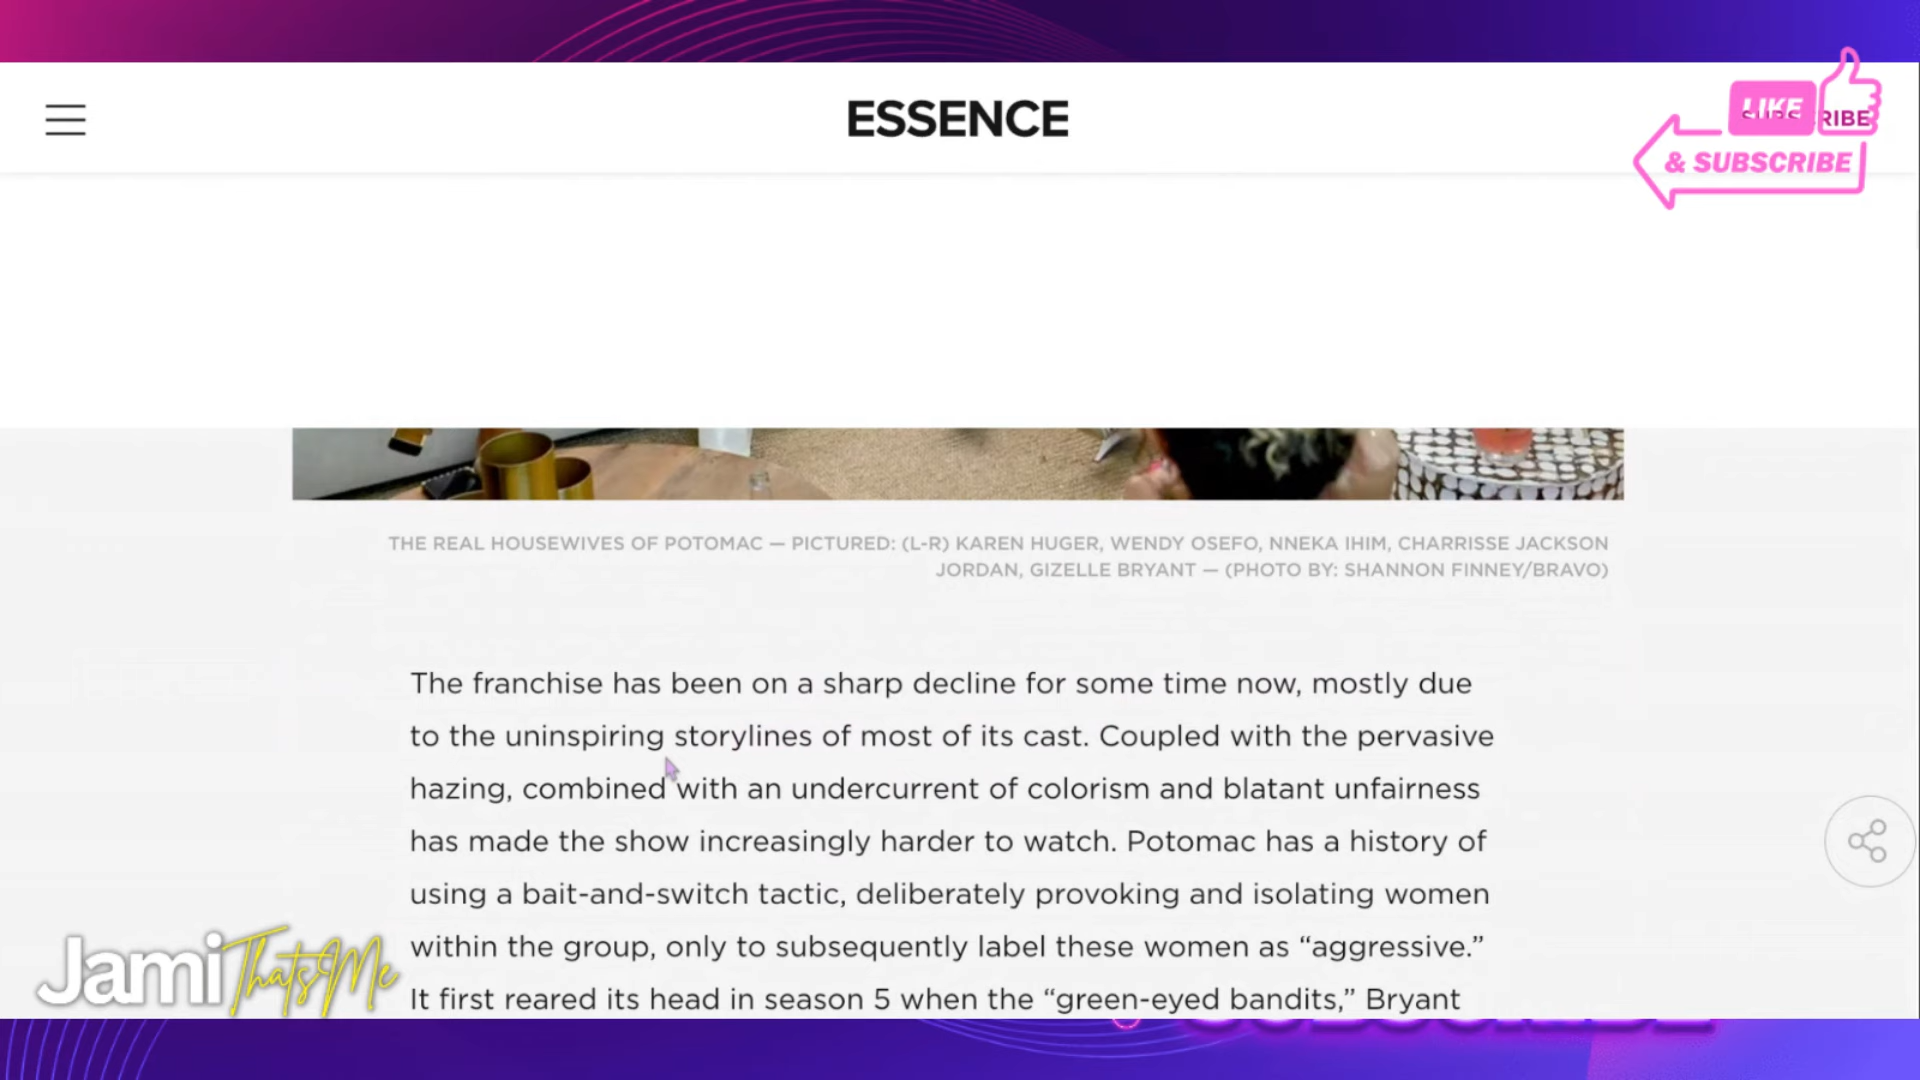 ESSENCE
LIKE
RIBE
& SUBSCRIBE
THE REAL HOUSEWIVES OF POTOMAC — PICTURED: (L-R) KAREN HUGER, WENDY OSEFO, NNEKA IHIM, CHARRISSE JACKSON
JORDAN, GIZELLE BRYANT — (PHOTO BY: SHANNON FINNEY/BRAVO)
The franchise has been on a sharp decline for some time now, mostly due
to the uninspiring storylines of most of its cast. Coupled with the pervasive
hazing, combined with an undercurrent of colorism and blatant unfairness
has made the show increasingly harder to watch. Potomac has a history of
using a bait-and-switch tactic, deliberately provoking and isolating women
within the group, only to subsequently label these women as “aggressive.”
It first reared its head in season 5 when the “green-eyed bandits,” Bryant
Jami ThatsMe